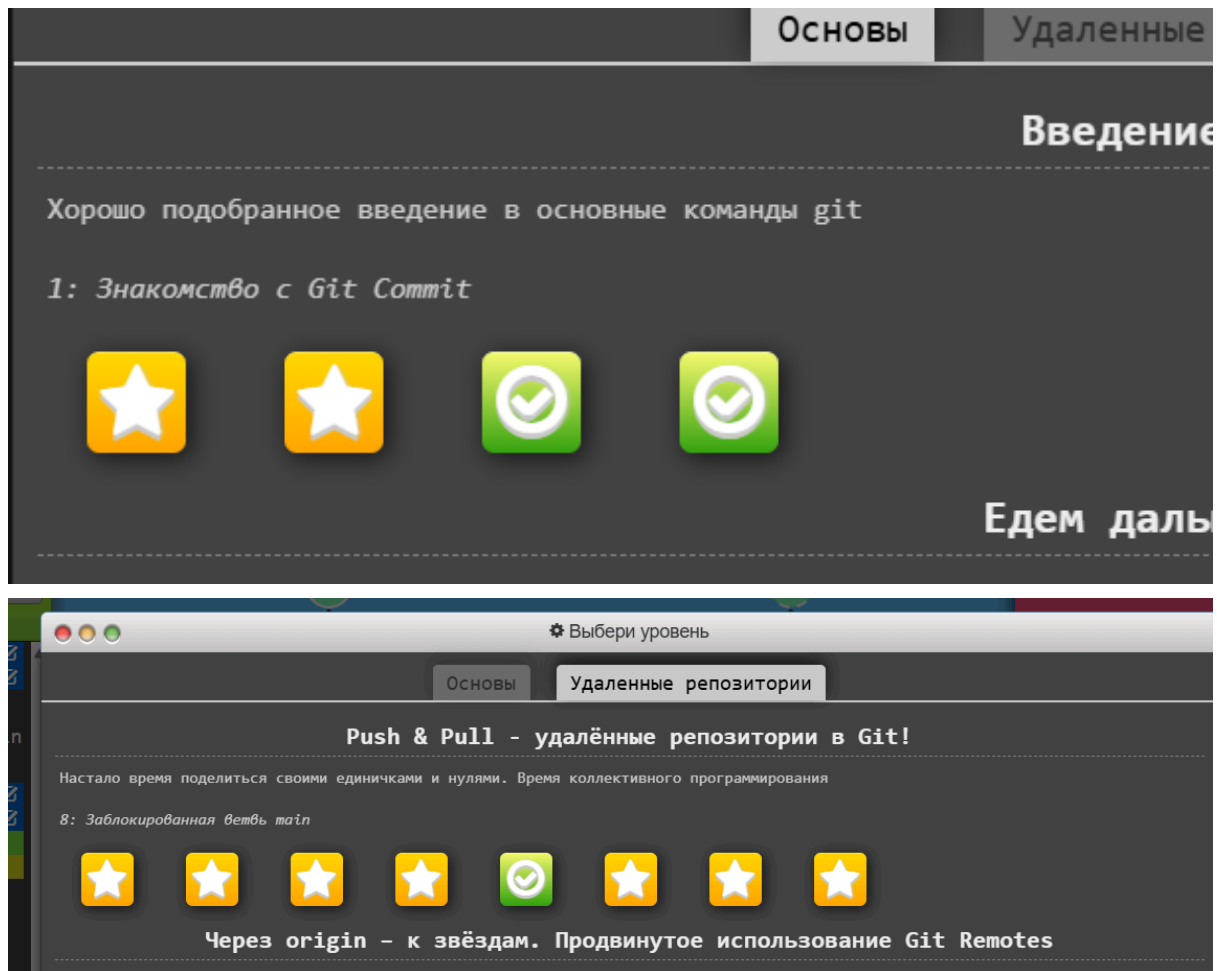 Основы Удаленные
Введение
Хорошо подобранное введение в основные команды git
1: Знакомство с Git Commit
Едем даль
Выбери уровень
Основы Удаленные репозитории
Push & Pull - удалённые репозитории в Git!
Настало время поделиться своими единичками и нулями. Время коллективного программирования
8: Заблокированная ветвь main
Через origin – к звёздам. Продвинутое использование Git Remotes